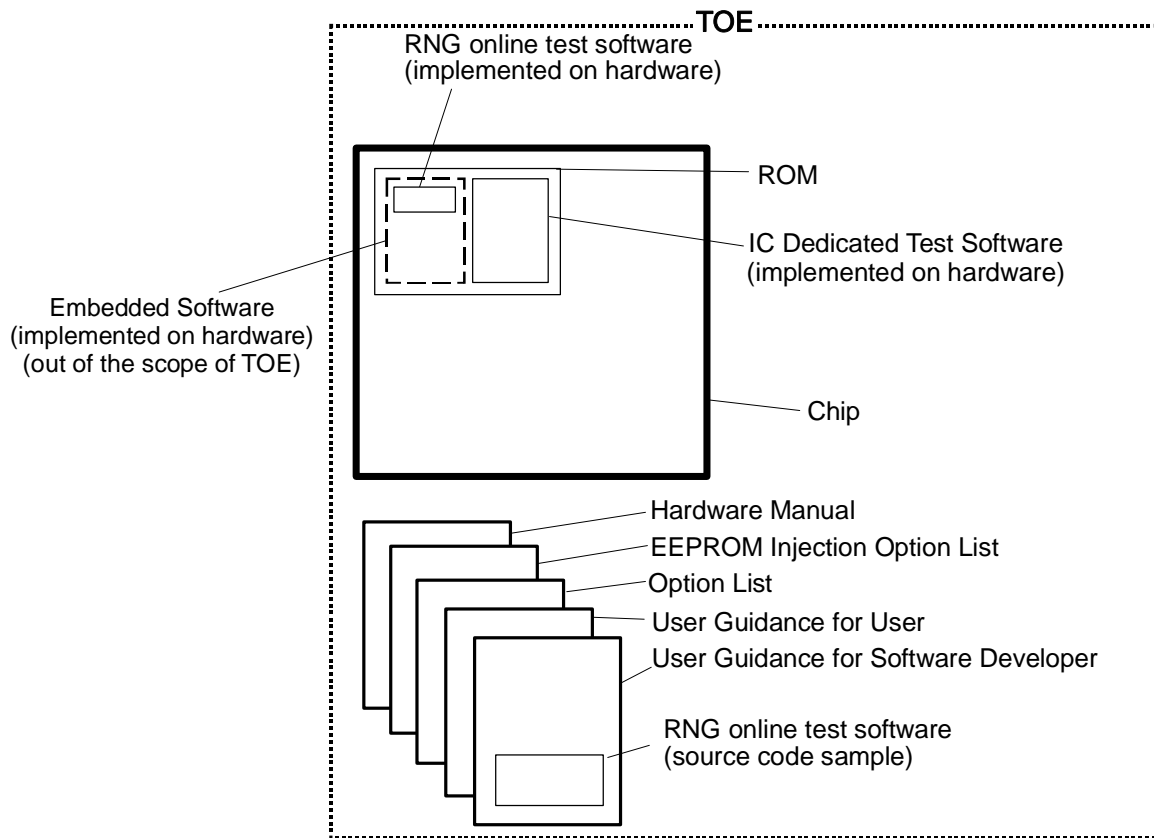 TOE
RNG online test software
(implemented on hardware)
ROM
IC Dedicated Test Software
(implemented on hardware)
Embedded Software
(implemented on hardware)
(out of the scope of TOE)
Chip
Hardware Manual
EEPROM Injection Option List
Option List
User Guidance for User
User Guidance for Software Developer
RNG online test software
(source code sample)